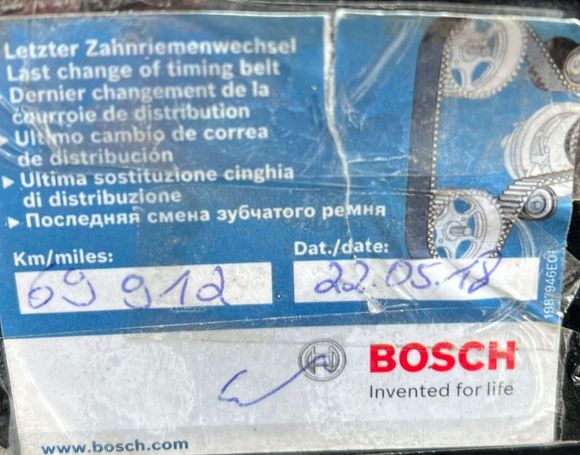 Letzter Zahnriemenwechsel
Last change of timing belt
Dernier changement de la
courroie de distribution
▸ Ultimo cambio de correa
de distribución
▸ Ultima sostituzione cinghia
di distribuzione
▸ Последняя смена зубчатого ремня
Km/miles: Dat./date:
69 912 22.05.18
1987946E01
BOSCH
Invented for life
www.bosch.com